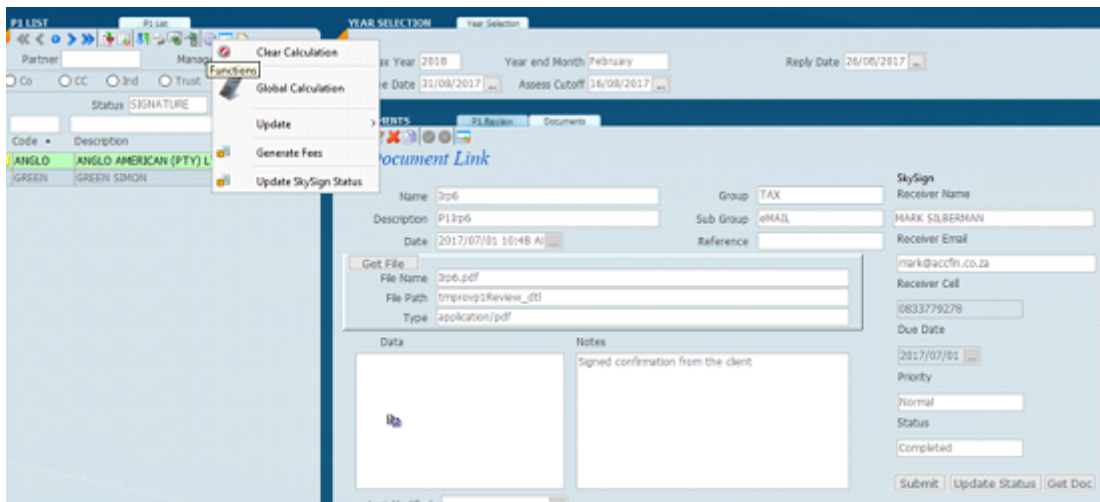 P1 LIST
P1 List
YEAR SELECTION
Year Selection
Partner
Tax Year 2018
Year end Month February
Reply Date 26/08/2017
Co
CC
Ind
Trust
Functions
Due Date 31/08/2017
Assess Cutoff 16/08/2017
Status SIGNATURE
Clear Calculation
Global Calculation
Update
Generate Fees
Update SkySign Status
P1 Review
Documents
Code
Description
ANGLO
ANGLO AMERICAN (PTY) L
GREEN
GREEN SIMON
Document Link
Name Irp6
Group TAX
Description P1Irp6
Sub Group eMAIL
Date 2017/07/01 10:48 A
Reference
Get File
File Name Irp6.pdf
File Path tmprovp1Review_dtl
Type application/pdf
Data
Notes
Signed confirmation from the client
SkySign
Receiver Name
MARK SILBERMAN
Receiver Email
mark@accfin.co.za
Receiver Cell
0833779278
Due Date
2017/07/01
Priority
Normal
Status
Completed
Submit
Update Status
Get Doc